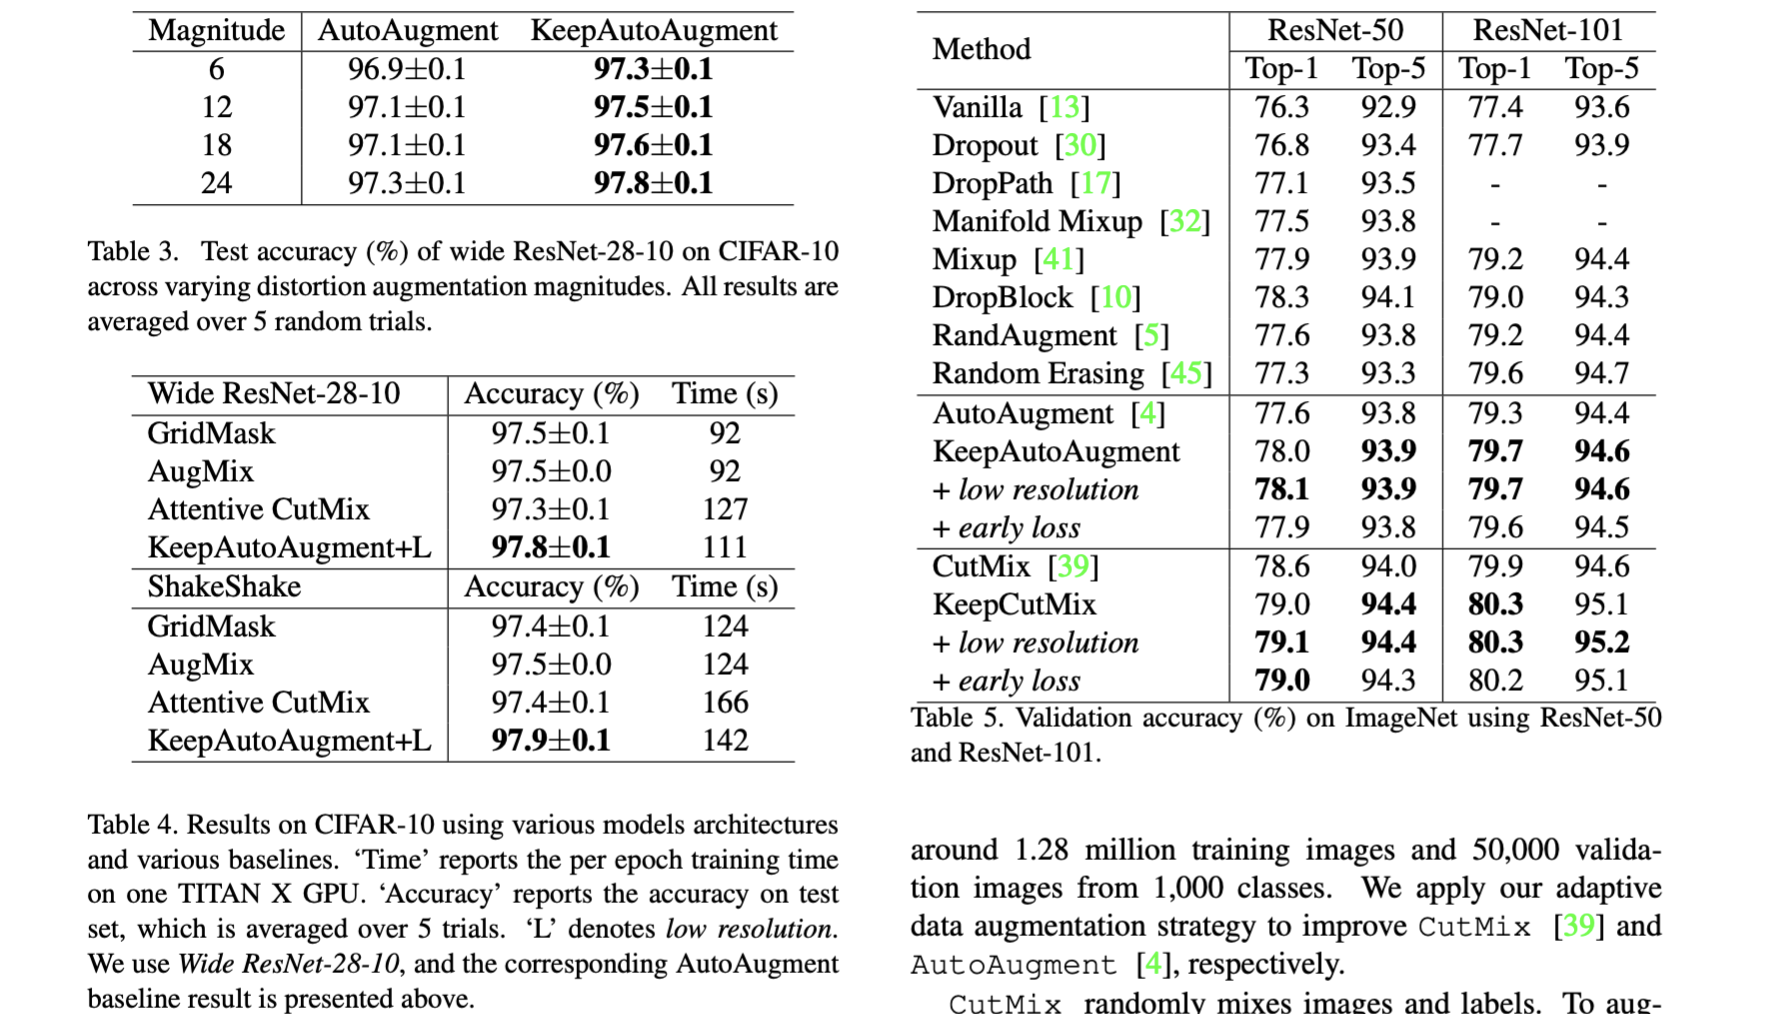 Magnitude AutoAugment KeepAutoAugment
6 96.9±0.1 97.3±0.1
12 97.1±0.1 97.5±0.1
18 97.1±0.1 97.6±0.1
24 97.3±0.1 97.8±0.1
Table 3. Test accuracy (%) of wide ResNet-28-10 on CIFAR-10
across varying distortion augmentation magnitudes. All results are
averaged over 5 random trials.
Wide ResNet-28-10 Accuracy (%) Time (s)
GridMask 97.5±0.1 92
AugMix 97.5±0.0 92
Attentive CutMix 97.3±0.1 127
KeepAutoAugment+L 97.8±0.1 111
ShakeShake Accuracy (%) Time (s)
GridMask 97.4±0.1 124
AugMix 97.5±0.0 124
Attentive CutMix 97.4±0.1 166
KeepAutoAugment+L 97.9±0.1 142
Table 4. Results on CIFAR-10 using various models architectures
and various baselines. ‘Time’ reports the per epoch training time
on one TITAN X GPU. ‘Accuracy’ reports the accuracy on test
set, which is averaged over 5 trials. ‘L’ denotes low resolution.
We use Wide ResNet-28-10, and the corresponding AutoAugment
baseline result is presented above.
Method ResNet-50 ResNet-101
Top-1 Top-5 Top-1 Top-5
Vanilla [13] 76.3 92.9 77.4 93.6
Dropout [30] 76.8 93.4 77.7 93.9
DropPath [17] 77.1 93.5 - -
Manifold Mixup [32] 77.5 93.8 - -
Mixup [41] 77.9 93.9 79.2 94.4
DropBlock [10] 78.3 94.1 79.0 94.3
RandAugment [5] 77.6 93.8 79.2 94.4
Random Erasing [45] 77.3 93.3 79.6 94.7
AutoAugment [4] 77.6 93.8 79.3 94.4
KeepAutoAugment 78.0 93.9 79.7 94.6
+ low resolution 78.1 93.9 79.7 94.6
+ early loss 77.9 93.8 79.6 94.5
CutMix [39] 78.6 94.0 79.9 94.6
KeepCutMix 79.0 94.4 80.3 95.1
+ low resolution 79.1 94.4 80.3 95.2
+ early loss 79.0 94.3 80.2 95.1
Table 5. Validation accuracy (%) on ImageNet using ResNet-50
and ResNet-101.
around 1.28 million training images and 50,000 valida-
tion images from 1,000 classes. We apply our adaptive
data augmentation strategy to improve CutMix [39] and
AutoAugment [4], respectively.
CutMix randomly mixes images and labels. To aug-